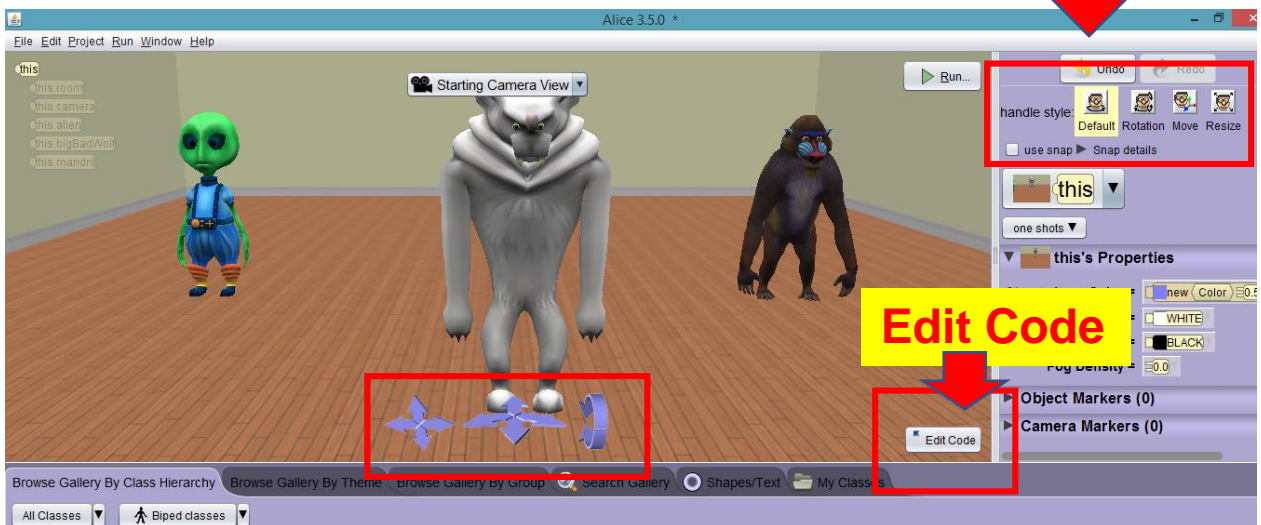 Alice 3.5.0 *
File Edit Project Run Window Help
this
this.room
this.camera
this.alien
this.bigBadWolf
this.mandrill
Starting Camera View
Run...
Undo Redo
handle style:
Default Rotation Move Resize
use snap Snap details
this
one shots
this's Properties
new Color 0.5
WHITE
BLACK
Fog Density = 0.0
Edit Code
Object Markers (0)
Camera Markers (0)
Edit Code
Browse Gallery By Class Hierarchy Browse Gallery By Theme Browse Gallery By Group Search Gallery Shapes/Text My Classes
All Classes Biped classes